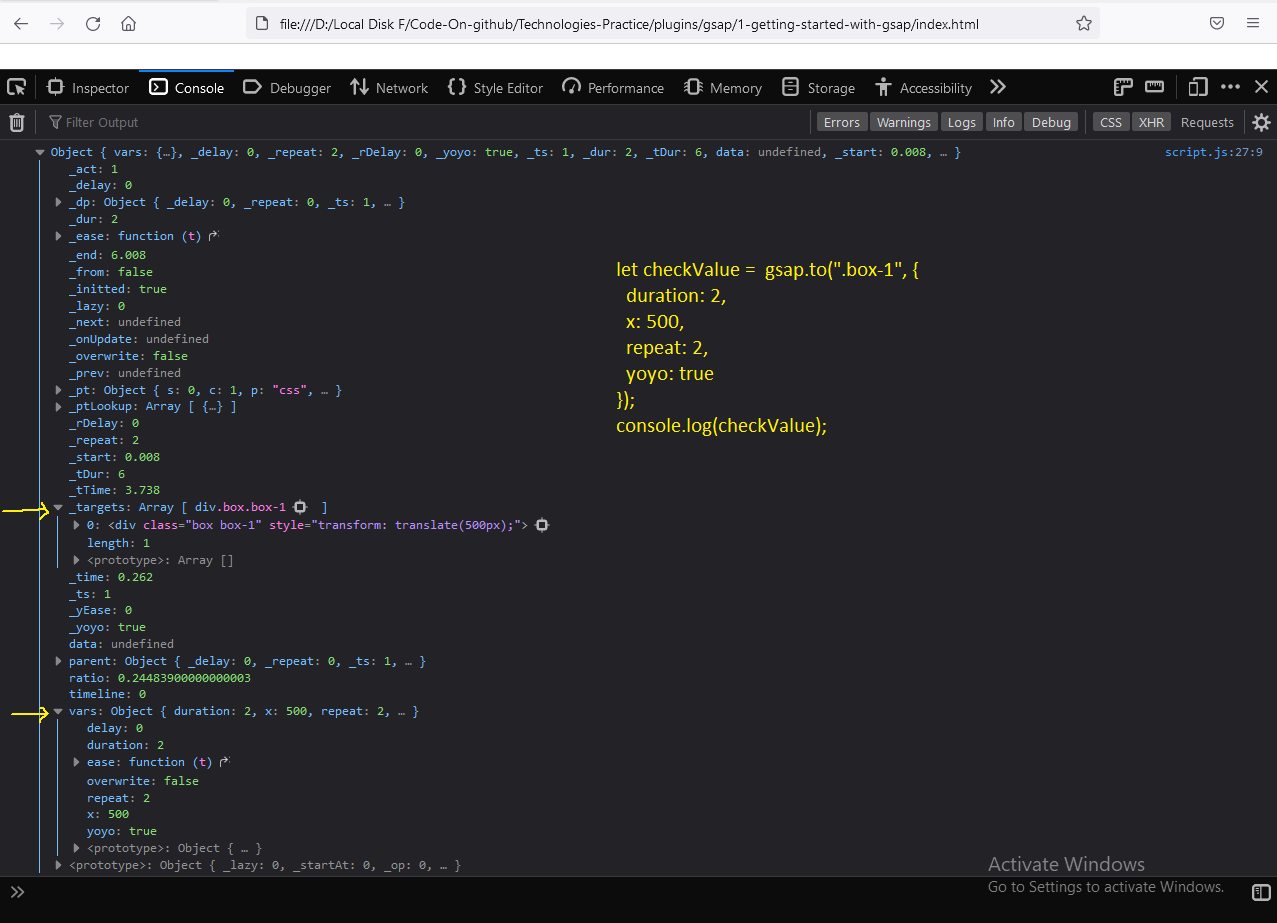 file:///D:/Local Disk F/Code-On-github/Technologies-Practice/plugins/gsap/1-getting-started-with-gsap/index.html
Inspector Console Debugger Network Style Editor Performance Memory Storage Accessibility
Filter Output Errors Warnings Logs Info Debug CSS XHR Requests
Object { vars: {…}, _delay: 0, _repeat: 2, _rDelay: 0, _yoyo: true, _ts: 1, _dur: 2, _tDur: 6, data: undefined, _start: 0.008, … } script.js:27:9
_act: 1
_delay: 0
_dp: Object { _delay: 0, _repeat: 0, _ts: 1, … }
_dur: 2
_ease: function (t)
_end: 6.008
_from: false
_initted: true
_lazy: 0
_next: undefined
_onUpdate: undefined
_overwrite: false
_prev: undefined
_pt: Object { s: 0, c: 1, p: "css", … }
_ptLookup: Array [ {…} ]
_rDelay: 0
_repeat: 2
_start: 0.008
_tDur: 6
_tTime: 3.738
_targets: Array [ div.box.box-1 ]
0: <div class="box box-1" style="transform: translate(500px);">
length: 1
<prototype>: Array []
_time: 0.262
_ts: 1
_yEase: 0
_yoyo: true
data: undefined
parent: Object { _delay: 0, _repeat: 0, _ts: 1, … }
ratio: 0.24483900000000003
timeline: 0
vars: Object { duration: 2, x: 500, repeat: 2, … }
delay: 0
duration: 2
ease: function (t)
overwrite: false
repeat: 2
x: 500
yoyo: true
<prototype>: Object { … }
<prototype>: Object { _lazy: 0, _startAt: 0, _op: 0, … }
let checkValue = gsap.to(".box-1", {
duration: 2,
x: 500,
repeat: 2,
yoyo: true
});
console.log(checkValue);
Activate Windows
Go to Settings to activate Windows.